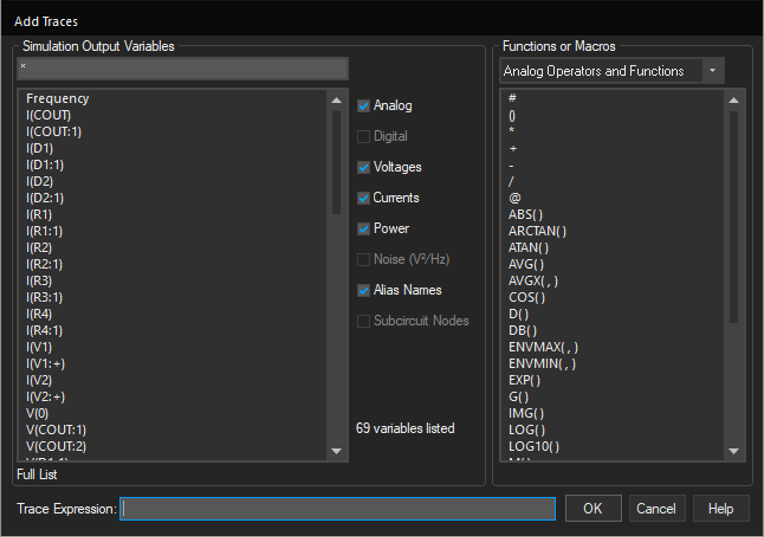 Add Traces
Simulation Output Variables
*
Frequency
I(COUT)
I(COUT:1)
I(D1)
I(D1:1)
I(D2)
I(D2:1)
I(R1)
I(R1:1)
I(R2)
I(R2:1)
I(R3)
I(R3:1)
I(R4)
I(R4:1)
I(V1)
I(V1:+)
I(V2)
I(V2:+)
V(0)
V(COUT:1)
V(COUT:2)
Full List
Analog
Digital
Voltages
Currents
Power
Noise (V²/Hz)
Alias Names
Subcircuit Nodes
69 variables listed
Functions or Macros
Analog Operators and Functions
#
()
*
+
-
/
@
ABS( )
ARCTAN( )
ATAN( )
AVG( )
AVGX( , )
COS( )
D( )
DB( )
ENVMAX( , )
ENVMIN( , )
EXP( )
G( )
IMG( )
LOG( )
LOG10( )
Trace Expression:
OK
Cancel
Help